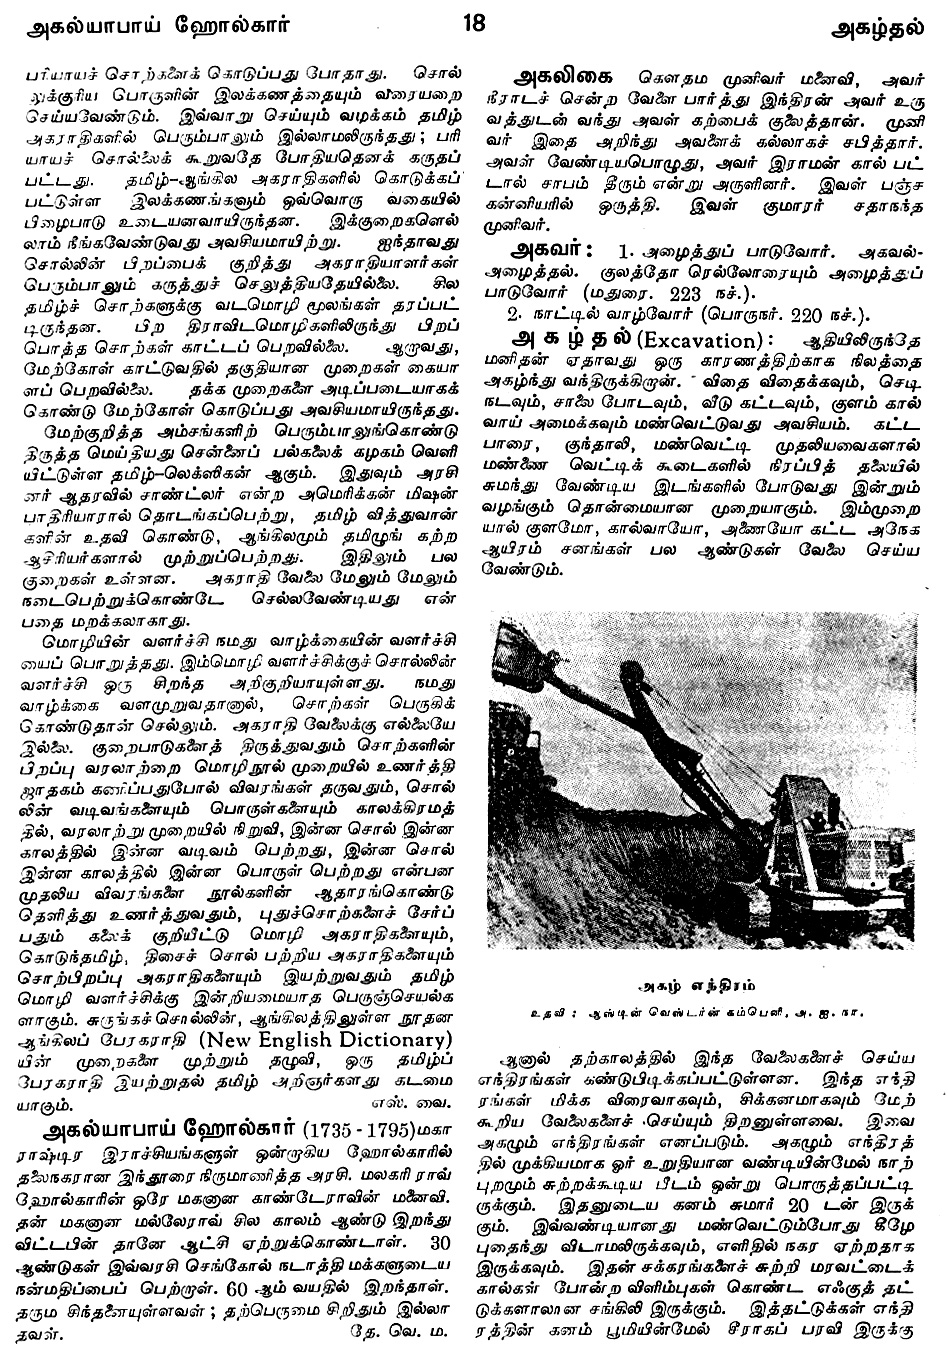 அகல்யாபாய் ஹோல்கார்
18
அகழ்தல்
பரியாயச் சொற்களைக் கொடுப்பது போதாது. சொல்
லுக்குரிய பொருளின் இலக்கணத்தையும் வரையறை
செய்யவேண்டும். இவ்வாறு செய்யும் வழக்கம் தமிழ்
அகராதிகளில் பெரும்பாலும் இல்லாமலிருந்தது ; பரி
யாயச் சொல்லைக் கூறுவதே போதியதெனக் கருதப்
பட்டது. தமிழ்-ஆங்கில அகராதிகளில் கொடுக்கப்
பட்டுள்ள இலக்கணங்களும் ஒவ்வொரு வகையில்
பிழைபாடு உடையனவாயிருந்தன. இக்குறைகளெல்
லாம் நீங்கவேண்டுவது அவசியமாயிற்று. ஐந்தாவது
சொல்லின் பிறப்பைக் குறித்து அகராதியாளர்கள்
பெரும்பாலும் கருத்துச் செலுத்தியதேயில்லை. சில
தமிழ்ச் சொற்களுக்கு வடமொழி மூலங்கள் தரப்பட்
டிருந்தன. பிற திராவிடமொழிகளிலிருந்து பிறப்
பொத்த சொற்கள் காட்டப் பெறவில்லை. ஆறாவது,
மேற்கோள் காட்டுவதில் தகுதியான முறைகள் கையா
ளப் பெறவில்லை. தக்க முறைகளை அடிப்படையாகக்
கொண்டு மேற்கோள் கொடுப்பது அவசியமாயிருந்தது.
மேற்குறித்த அம்சங்களிற் பெரும்பாலுங்கொண்டு
திருத்த மெய்தியது சென்னைப் பல்கலைக் கழகம் வெளி
யிட்டுள்ள தமிழ்-லெக்ஸிகன் ஆகும். இதுவும் அரசி
னர் ஆதரவில் சாண்ட்லர் என்ற அமெரிக்கன் மிஷன்
பாதிரியாரால் தொடங்கப்பெற்று, தமிழ் வித்துவான்
களின் உதவி கொண்டு, ஆங்கிலமும் தமிழுங் கற்ற
ஆசிரியர்களால் முற்றுப்பெற்றது. இதிலும் பல
குறைகள் உள்ளன. அகராதி வேலை மேலும் மேலும்
நடைபெற்றுக்கொண்டே செல்லவேண்டியது என்
பதை மறக்கலாகாது.
மொழியின் வளர்ச்சி நமது வாழ்க்கையின் வளர்ச்சி
யைப் பொறுத்தது. இம்மொழி வளர்ச்சிக்குச் சொல்லின்
வளர்ச்சி ஒரு சிறந்த அறிகுறியாயுள்ளது. நமது
வாழ்க்கை வளமுறுவதானால், சொற்கள் பெருகிக்
கொண்டுதான் செல்லும். அகராதி வேலைக்கு எல்லையே
இல்லை. குறைபாடுகளைத் திருத்துவதும் சொற்களின்
பிறப்பு வரலாற்றை மொழிநூல் முறையில் உணர்த்தி
ஜாதகம் கணிப்பதுபோல் விவரங்கள் தருவதும், சொல்
லின் வடிவங்களையும் பொருள்களையும் காலக்கிரமத்
தில், வரலாற்று முறையில் நிறுவி, இன்ன சொல் இன்ன
காலத்தில் இன்ன வடிவம் பெற்றது, இன்ன சொல்
இன்ன காலத்தில் இன்ன பொருள் பெற்றது என்பன
முதலிய விவரங்களை நூல்களின் ஆதாரங்கொண்டு
தெளித்து உணர்த்துவதும், புதுச்சொற்களைச் சேர்ப்
பதும் கலைக் குறியீட்டு மொழி அகராதிகளையும்,
கொடுந்தமிழ், திசைச் சொல் பற்றிய அகராதிகளையும்
சொற்பிறப்பு அகராதிகளையும் இயற்றுவதும் தமிழ்
மொழி வளர்ச்சிக்கு இன்றியமையாத பெருஞ்செயல்க
ளாகும். சுருங்கச் சொல்லின், ஆங்கிலத்திலுள்ள நூதன
ஆங்கிலப் பேரகராதி (New English Dictionary)
யின் முறைகளை முற்றும் தழுவி, ஒரு தமிழ்ப்
பேரகராதி இயற்றுதல் தமிழ் அறிஞர்களது கடமை
யாகும். எஸ். வை.
அகல்யாபாய் ஹோல்கார் (1735 - 1795) மகா
ராஷ்டிர இராச்சியங்களுள் ஒன்றாகிய ஹோல்காரில்
தலைநகரான இந்தூரை நிருமாணித்த அரசி. மலகரி ராவ்
ஹோல்காரின் ஒரே மகனான காண்டேராவின் மனைவி.
தன் மகனான மல்லேராவ் சில காலம் ஆண்டு இறந்து
விட்டபின் தானே ஆட்சி ஏற்றுக்கொண்டாள். 30
ஆண்டுகள் இவ்வரசி செங்கோல் நடாத்தி மக்களுடைய
நன்மதிப்பைப் பெற்றாள். 60 ஆம் வயதில் இறந்தாள்.
தரும சிந்தனையுள்ளவள் ; தற்பெருமை சிறிதும் இல்லா
தவள். தே. வெ. ம.
அகலிகை கௌதம முனிவர் மனைவி, அவர்
நீராடச் சென்ற வேளை பார்த்து இந்திரன் அவர் உரு
வத்துடன் வந்து அவள் கற்பைக் குலைத்தான். முனி
வர் இதை அறிந்து அவளைக் கல்லாகச் சபித்தார்.
அவள் வேண்டியபொழுது, அவர் இராமன் கால் பட்
டால் சாபம் தீரும் என்று அருளினர். இவள் பஞ்ச
கன்னியரில் ஒருத்தி. இவள் குமாரர் சதாநந்த
முனிவர்.
அகவர் : 1. அழைத்துப் பாடுவோர். அகவல்-
அழைத்தல். குலத்தோ ரெல்லோரையும் அழைத்துப்
பாடுவோர் (மதுரை. 223 நச்.).
2. நாட்டில் வாழ்வோர் (பொருநர். 220 நச்.).
அகழ்தல் (Excavation) : ஆதியிலிருந்தே
மனிதன் ஏதாவது ஒரு காரணத்திற்காக நிலத்தை
அகழ்ந்து வந்திருக்கிறான். விதை விதைக்கவும், செடி
நடவும், சாலை போடவும், வீடு கட்டவும், குளம் கால்
வாய் அமைக்கவும் மண்வெட்டுவது அவசியம். கட்ட
பாரை, குந்தாலி, மண்வெட்டி முதலியவைகளால்
மண்ணை வெட்டிக் கூடைகளில் நிரப்பித் தலையில்
சுமந்து வேண்டிய இடங்களில் போடுவது இன்றும்
வழங்கும் தொன்மையான முறையாகும். இம்முறை
யால் குளமோ, கால்வாயோ, அணையோ கட்ட அநேக
ஆயிரம் சனங்கள் பல ஆண்டுகள் வேலை செய்ய
வேண்டும்.
அகழ் எந்திரம்
உதவி : ஆஸ்டின் வெஸ்டர்ன் கம்பெனி, அ. ஐ. நா.
ஆனால் தற்காலத்தில் இந்த வேலைகளைச் செய்ய
எந்திரங்கள் கண்டுபிடிக்கப்பட்டுள்ளன. இந்த எந்தி
ரங்கள் மிக்க விரைவாகவும், சிக்கனமாகவும் மேற்
கூறிய வேலைகளைச் செய்யும் திறனுள்ளவை. இவை
அகழும் எந்திரங்கள் எனப்படும். அகழும் எந்திரத்
தில் முக்கியமாக ஓர் உறுதியான வண்டியின்மேல் நாற்
புறமும் சுற்றக்கூடிய பீடம் ஒன்று பொருத்தப்பட்டி
ருக்கும். இதனுடைய கனம் சுமார் 20 டன் இருக்
கும். இவ்வண்டியானது மண்வெட்டும்போது கீழே
புதைந்து விடாமலிருக்கவும், எளிதில் நகர ஏற்றதாக
இருக்கவும். இதன் சக்கரங்களைச் சுற்றி மரவட்டைக்
கால்கள் போன்ற விளிம்புகள் கொண்ட எஃகுத் தட்
டுக்களாலான சங்கிலி இருக்கும். இத்தட்டுக்கள் எந்தி
ரத்தின் கனம் பூமியின்மேல் சீராகப் பரவி இருக்கு